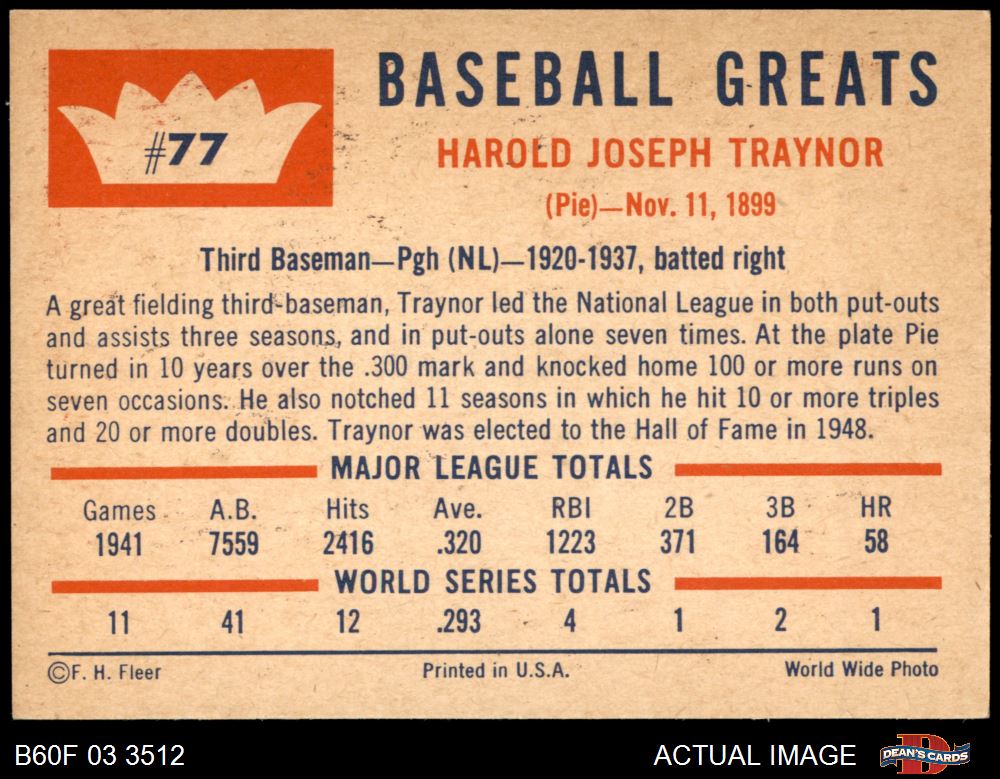 #77
BASEBALL GREATS
HAROLD JOSEPH TRAYNOR
(Pie)—Nov. 11, 1899
Third Baseman—Pgh (NL)—1920-1937, batted right
A great fielding third-baseman, Traynor led the National League in both put-outs
and assists three seasons, and in put-outs alone seven times. At the plate Pie
turned in 10 years over the .300 mark and knocked home 100 or more runs on
seven occasions. He also notched 11 seasons in which he hit 10 or more triples
and 20 or more doubles. Traynor was elected to the Hall of Fame in 1948.
MAJOR LEAGUE TOTALS
Games A.B. Hits Ave. RBI 2B 3B HR
1941 7559 2416 .320 1223 371 164 58
WORLD SERIES TOTALS
11 41 12 .293 4 1 2 1
©F. H. Fleer Printed in U.S.A. World Wide Photo
B60F 03 3512 ACTUAL IMAGE DEAN'S CARDS